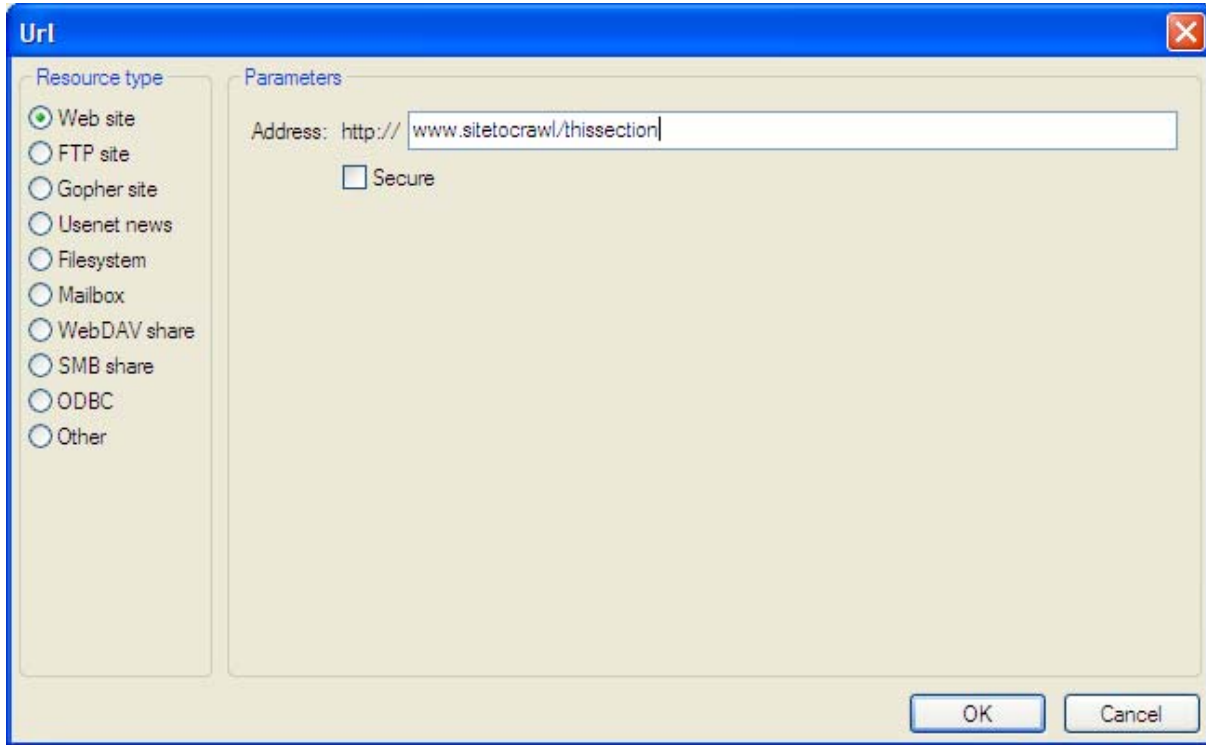 Url
Resource type
Web site
FTP site
Gopher site
Usenet news
Filesystem
Mailbox
WebDAV share
SMB share
ODBC
Other
Parameters
Address: http:// www.sitetocrawl/thissection
Secure
OK Cancel